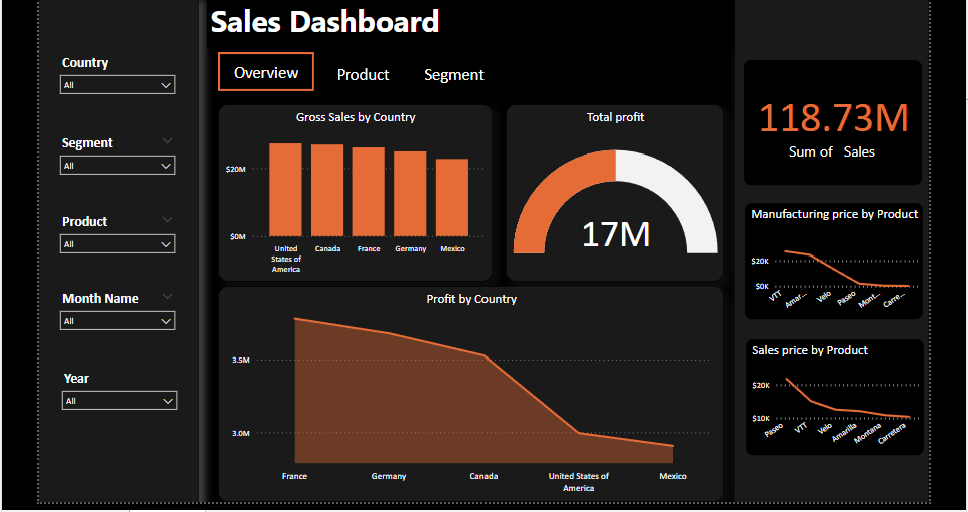 Sales Dashboard
Overview
Product
Segment
Country
All
Segment
All
Product
All
Month Name
All
Year
All
Gross Sales by Country
$20M
$0M
United
States of
America
Canada
France
Germany
Mexico
Total profit
17M
118.73M
Sum of Sales
Manufacturing price by Product
$20K
$0K
VTT
Amar...
Velo
Paseo
Mont...
Carre...
Profit by Country
3.5M
3.0M
France
Germany
Canada
United States of
America
Mexico
Sales price by Product
$20K
$10K
Paseo
VTT
Velo
Amarilla
Montana
Carretera